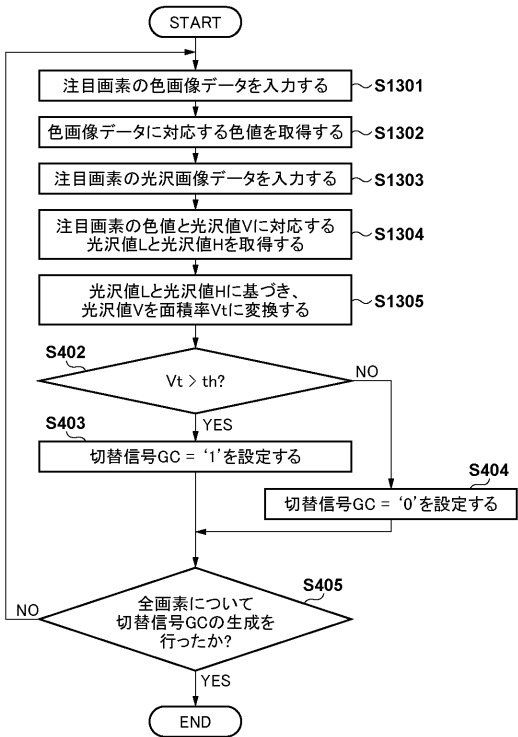 START
注目画素の色画像データを入力する
S1301
色画像データに対応する色値を取得する
S1302
注目画素の光沢画像データを入力する
S1303
注目画素の色値と光沢値Vに対応する
光沢値Lと光沢値Hを取得する
S1304
光沢値Lと光沢値Hに基づき、
光沢値Vを面積率Vtに変換する
S1305
S402
Vt > th?
NO
YES
S403
切替信号GC = ‘1’を設定する
S404
切替信号GC = ‘0’を設定する
S405
全画素について
切替信号GCの生成を
行ったか?
NO
YES
END